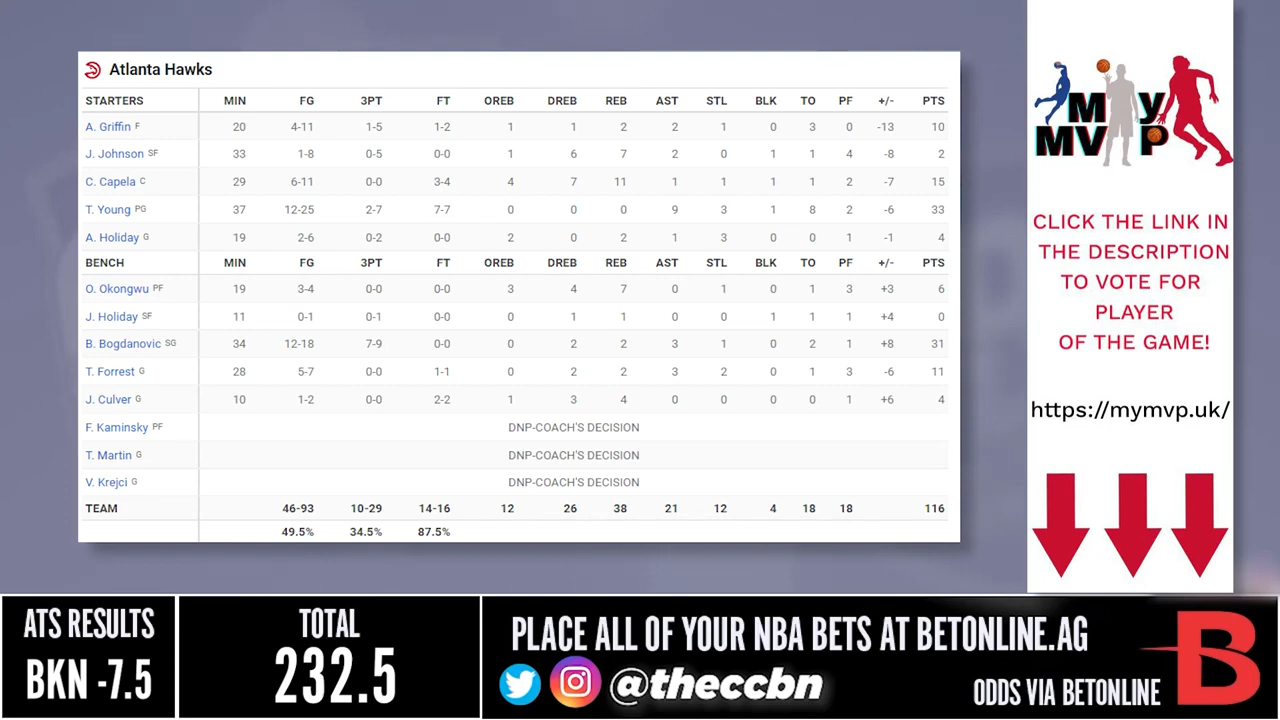 Atlanta Hawks
STARTERS MIN FG 3PT FT OREB DREB REB AST STL BLK TO PF +/- PTS
A. Griffin F 20 4-11 1-5 1-2 1 1 2 2 1 0 3 0 -13 10
J. Johnson SF 33 1-8 0-5 0-0 1 6 7 2 0 1 1 4 -8 2
C. Capela C 29 6-11 0-0 3-4 4 7 11 1 1 1 1 2 -7 15
T. Young PG 37 12-25 2-7 7-7 0 0 0 9 3 1 8 2 -6 33
A. Holiday G 19 2-6 0-2 0-0 2 0 2 1 3 0 0 1 -1 4
BENCH MIN FG 3PT FT OREB DREB REB AST STL BLK TO PF +/- PTS
O. Okongwu PF 19 3-4 0-0 0-0 3 4 7 0 1 0 1 3 +3 6
J. Holiday SF 11 0-1 0-1 0-0 0 1 1 0 0 1 1 1 +4 0
B. Bogdanovic SG 34 12-18 7-9 0-0 0 2 2 3 1 0 2 1 +8 31
T. Forrest G 28 5-7 0-0 1-1 0 2 2 3 2 0 1 3 -6 11
J. Culver G 10 1-2 0-0 2-2 1 3 4 0 0 0 0 1 +6 4
F. Kaminsky PF DNP-COACH'S DECISION
T. Martin G DNP-COACH'S DECISION
V. Krejci G DNP-COACH'S DECISION
TEAM 46-93 10-29 14-16 12 26 38 21 12 4 18 18 116
49.5% 34.5% 87.5%
My
MVP
CLICK THE LINK IN
THE DESCRIPTION
TO VOTE FOR
PLAYER
OF THE GAME!
https://mymvp.uk/
ATS RESULTS
BKN -7.5
TOTAL
232.5
PLACE ALL OF YOUR NBA BETS AT BETONLINE.AG
@theccbn
ODDS VIA BETONLINE
B